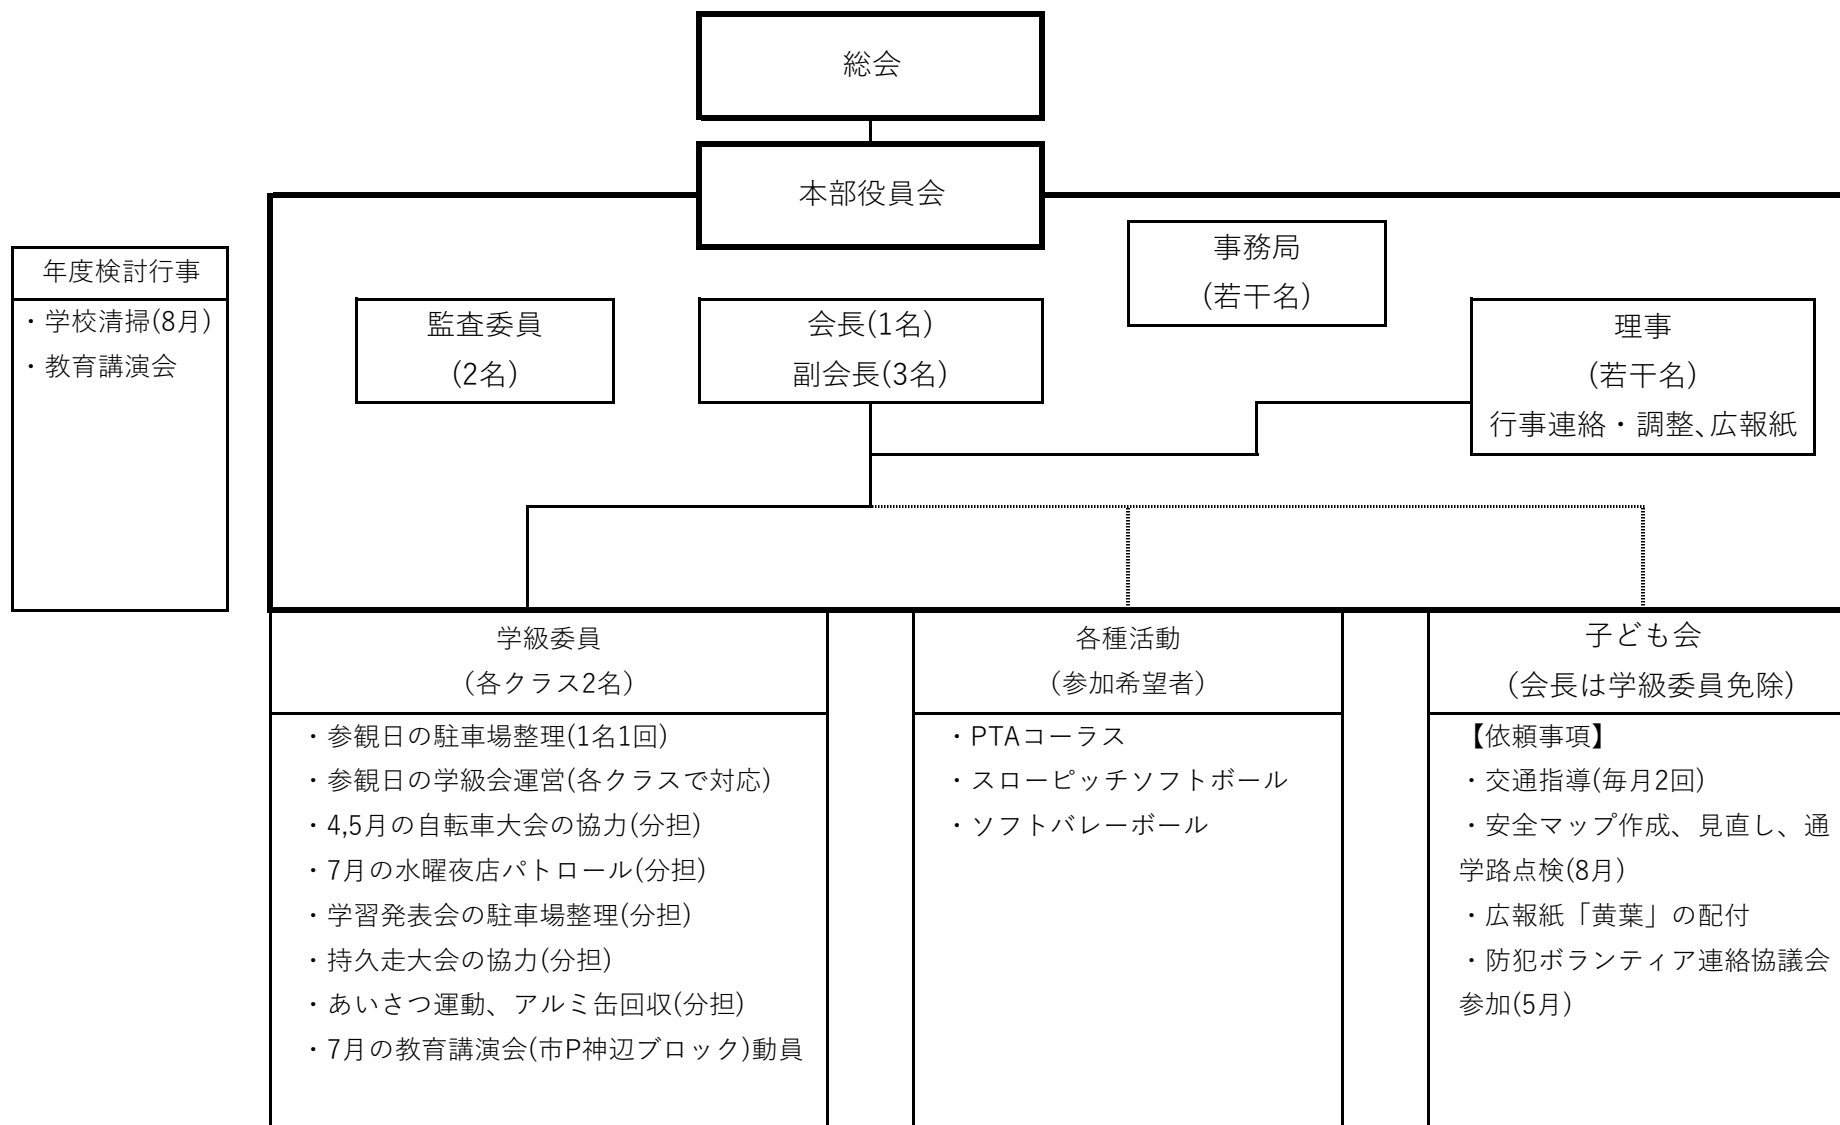 総会
本部役員会
事務局
(若干名)
年度検討行事
・学校清掃(8月)
・教育講演会
監査委員
(2名)
会長(1名)
副会長(3名)
理事
(若干名)
行事連絡・調整、広報紙
学級委員
(各クラス2名)
・参観日の駐車場整理(1名1回)
・参観日の学級会運営(各クラスで対応)
・4,5月の自転車大会の協力(分担)
・7月の水曜夜店パトロール(分担)
・学習発表会の駐車場整理(分担)
・持久走大会の協力(分担)
・あいさつ運動、アルミ缶回収(分担)
・7月の教育講演会(市P神辺ブロック)動員
各種活動
(参加希望者)
・PTAコーラス
・スローピッチソフトボール
・ソフトバレーボール
子ども会
(会長は学級委員免除)
【依頼事項】
・交通指導(毎月2回)
・安全マップ作成、見直し、通
学路点検(8月)
・広報紙「黄葉」の配付
・防犯ボランティア連絡協議会
参加(5月)